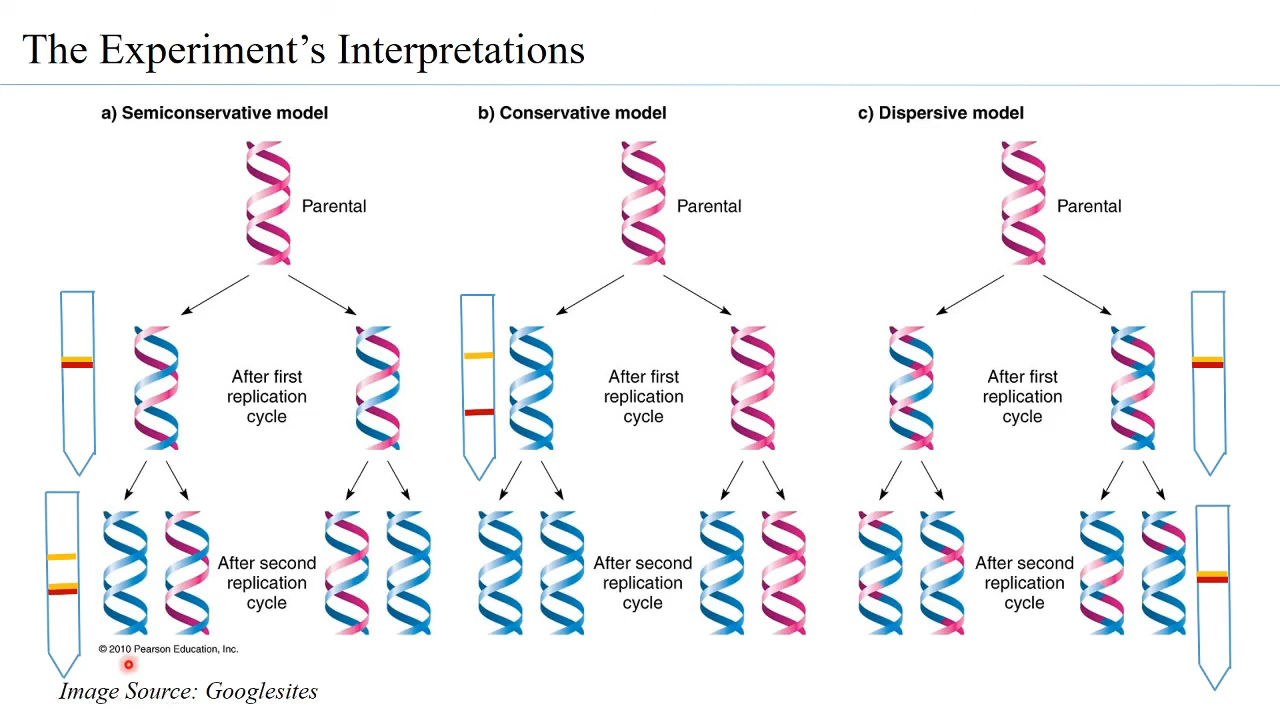 The Experiment's Interpretations
a) Semiconservative model
b) Conservative model
c) Dispersive model
Parental
Parental
Parental
After first
replication
cycle
After first
replication
cycle
After first
replication
cycle
After second
replication
cycle
After second
replication
cycle
After second
replication
cycle
© 2010 Pearson Education, Inc.
Image Source: Googlesites